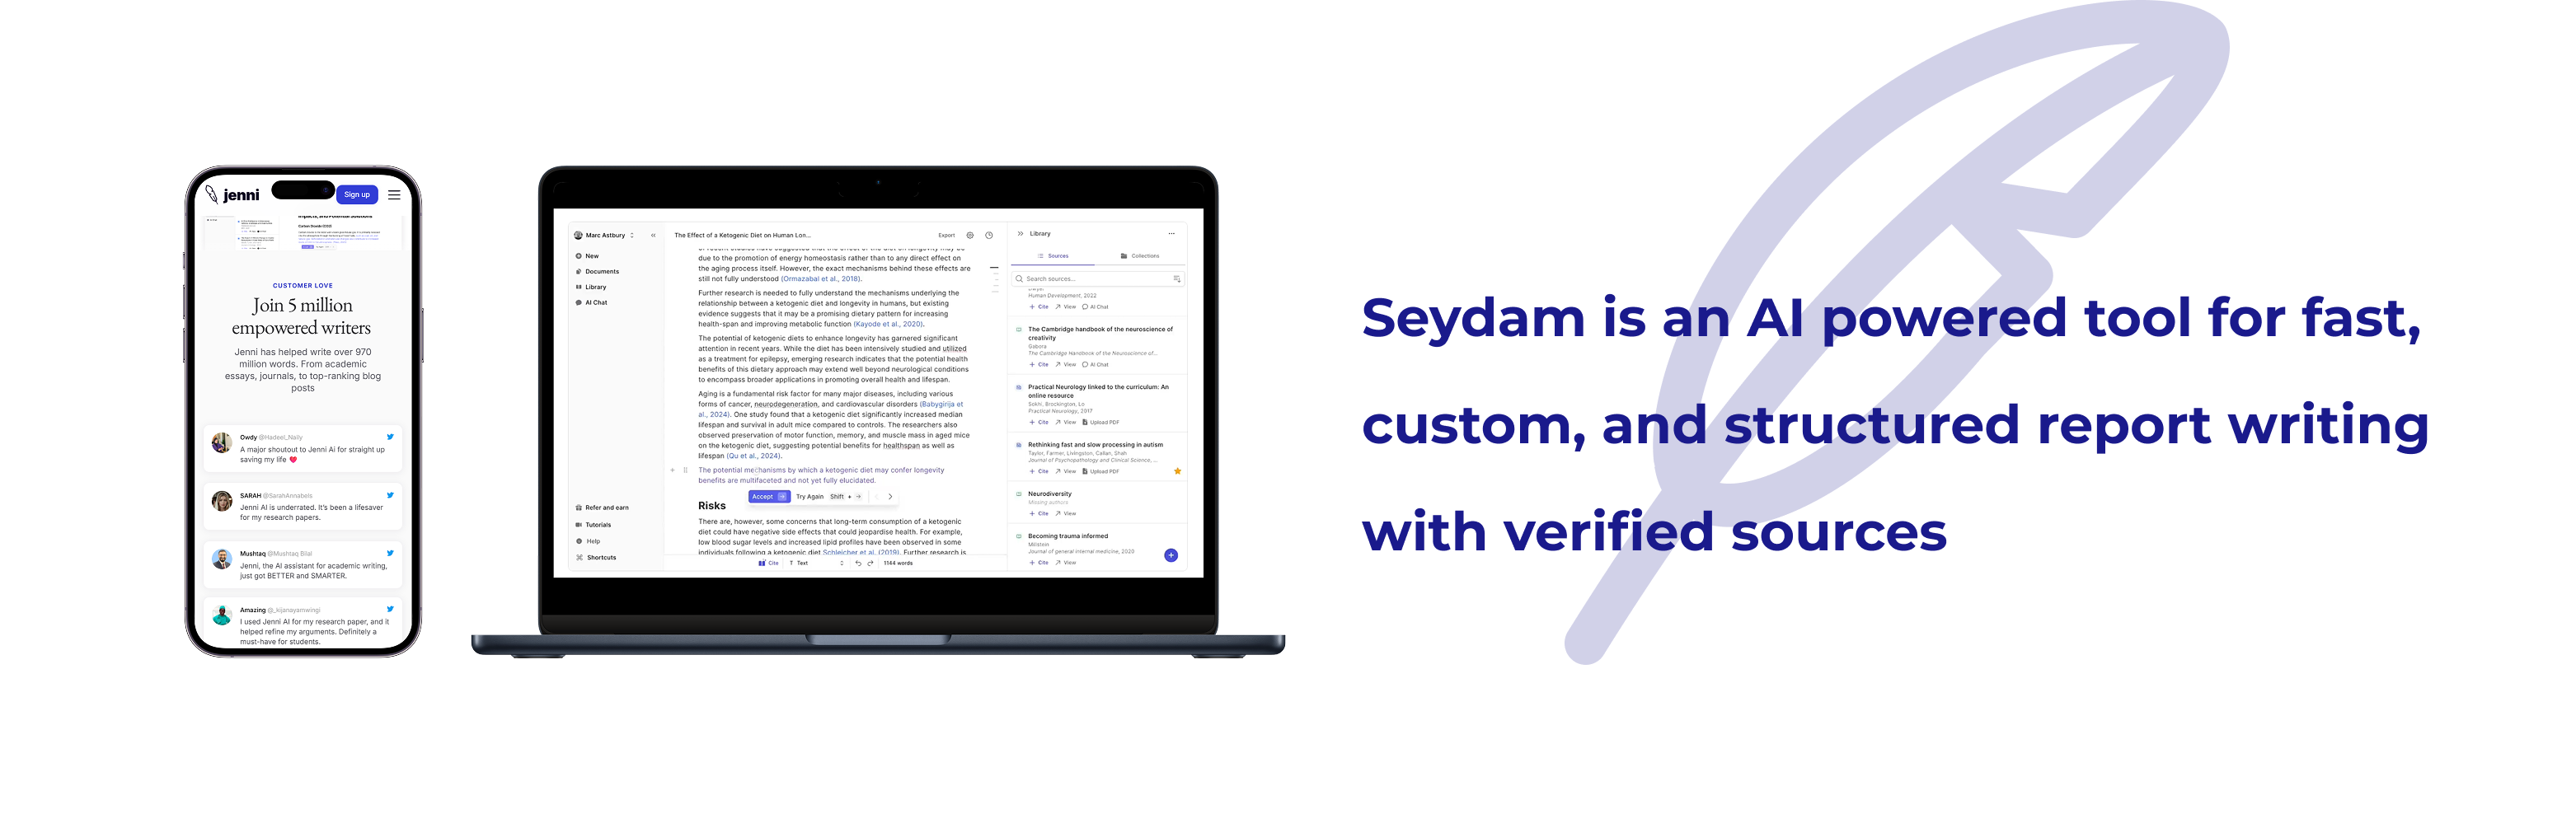 jenni
Sign up
Impacts, and Potential Solutions
CUSTOMER LOVE
Join 5 million
empowered writers
Jenni has helped write over 970
million words. From academic
essays, journals, to top-ranking blog
posts
Owdy @Hadeel_Naily
A major shoutout to Jenni Ai for straight up
saving my life ❤️
SARAH @SarahAnnabels
Jenni AI is underrated. It's been a lifesaver
for my research papers.
Mushtaq @Mushtaq Bilal
Jenni, the AI assistant for academic writing,
just got BETTER and SMARTER.
Amazing @_kijanayamwingi
I used Jenni AI for my research paper, and it
helped refine my arguments. Definitely a
must-have for students.
Marc Astbury
New
Documents
Library
AI Chat
Refer and earn
Tutorials
Help
Shortcuts
The Effect of a Ketogenic Diet on Human Lon...
Export
due to the promotion of energy homeostasis rather than to any direct effect on
the aging process itself. However, the exact mechanisms behind these effects are
still not fully understood (Ormazabal et al., 2018).
Further research is needed to fully understand the mechanisms underlying the
relationship between a ketogenic diet and longevity in humans, but existing
evidence suggests that it may be a promising dietary pattern for increasing
health-span and improving metabolic function (Kayode et al., 2020).
The potential of ketogenic diets to enhance longevity has garnered significant
attention in recent years. While the diet has been intensively studied and utilized
as a treatment for epilepsy, emerging research indicates that the potential health
benefits of this dietary approach may extend well beyond neurological conditions
to encompass broader applications in promoting overall health and lifespan.
Aging is a fundamental risk factor for many major diseases, including various
forms of cancer, neurodegeneration, and cardiovascular disorders (Babygirija et
al., 2024). One study found that a ketogenic diet significantly increased median
lifespan and survival in adult mice compared to controls. The researchers also
observed preservation of motor function, memory, and muscle mass in aged mice
on the ketogenic diet, suggesting potential benefits for healthspan as well as
lifespan (Qu et al., 2024).
The potential mechanisms by which a ketogenic diet may confer longevity
benefits are multifaceted and not yet fully elucidated.
Accept Try Again Shift +
Risks
There are, however, some concerns that long-term consumption of a ketogenic
diet could have negative side effects that could jeopardise health. For example,
low blood sugar levels and increased lipid profiles have been observed in some
individuals following a ketogenic diet Schleicher et al. (2019). Further research is
Cite T Text 1144 words
Library
Sources Collections
Search sources...
Human Development, 2022
Cite View AI Chat
The Cambridge handbook of the neuroscience of
creativity
Gabora
The Cambridge Handbook of the Neuroscience of...
Cite View AI Chat
Practical Neurology linked to the curriculum: An
online resource
Sokhi, Brockington, Lo
Practical Neurology, 2017
Cite View Upload PDF
Rethinking fast and slow processing in autism
Taylor, Farmer, Livingston, Callan, Shah
Journal of Psychopathology and Clinical Science, ...
Cite View Upload PDF
Neurodiversity
Missing authors
Cite View
Becoming trauma informed
Millstein
Journal of general internal medicine, 2020
Cite View
Seydam is an AI powered tool for fast,
custom, and structured report writing
with verified sources